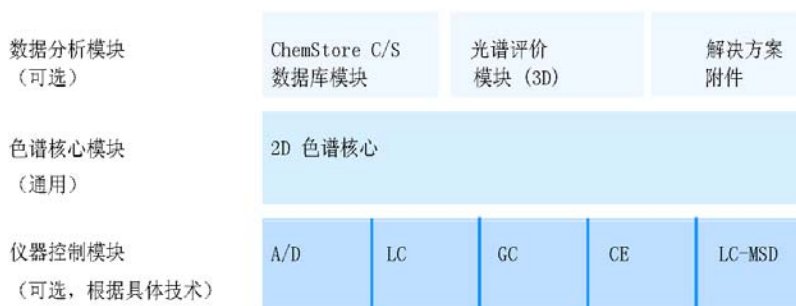 数据分析模块
（可选）
ChemStore C/S
数据库模块
光谱评价
模块 (3D)
解决方案
附件
色谱核心模块
（通用）
2D 色谱核心
仪器控制模块
（可选，根据具体技术）
A/D
LC
GC
CE
LC-MSD